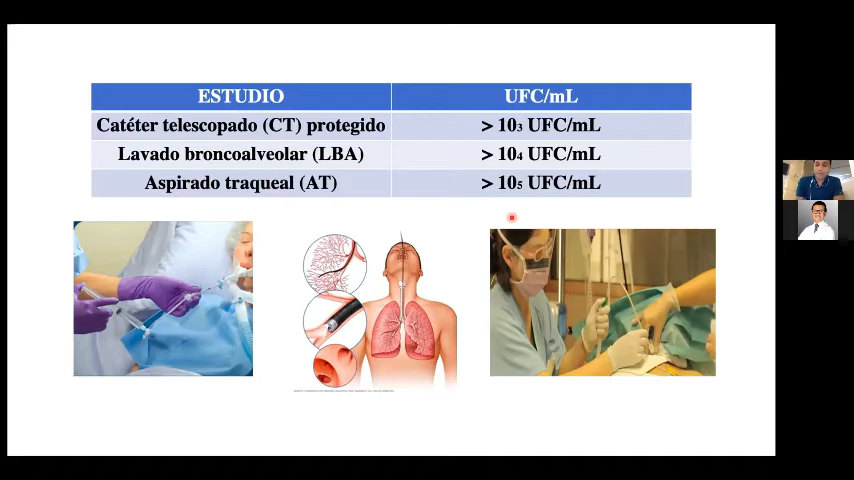 ESTUDIO UFC/mL
Catéter telescopado (CT) protegido > 10₃ UFC/mL
Lavado broncoalveolar (LBA) > 10₄ UFC/mL
Aspirado traqueal (AT) > 10₅ UFC/mL